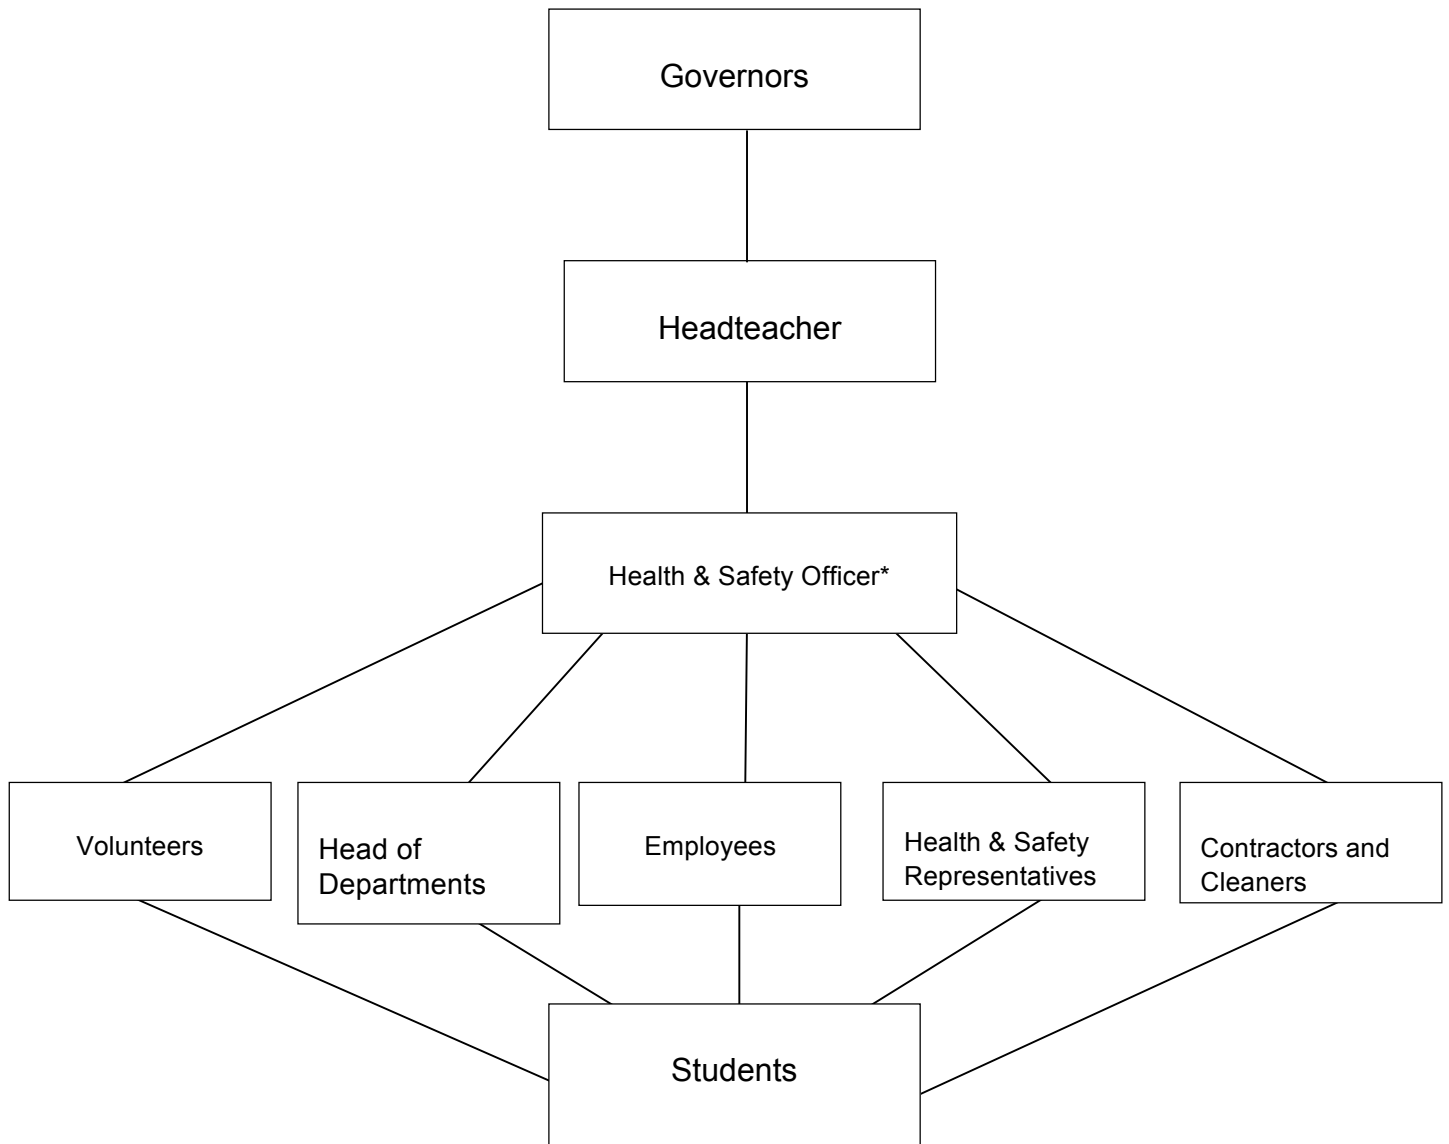 Governors
Headteacher
Health & Safety Officer*
Volunteers
Head of
Departments
Employees
Health & Safety
Representatives
Contractors and
Cleaners
Students